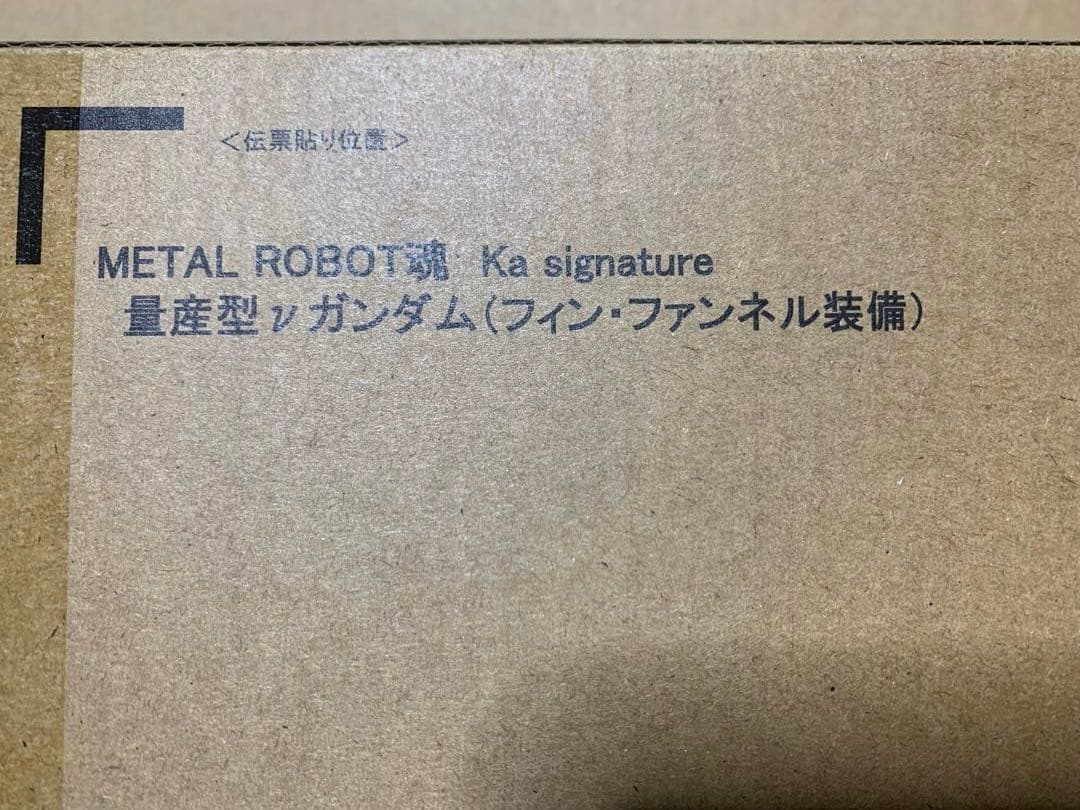 <伝票貼り位置>
METAL ROBOT魂 Ka signature
量産型νガンダム(フィン・ファンネル装備)